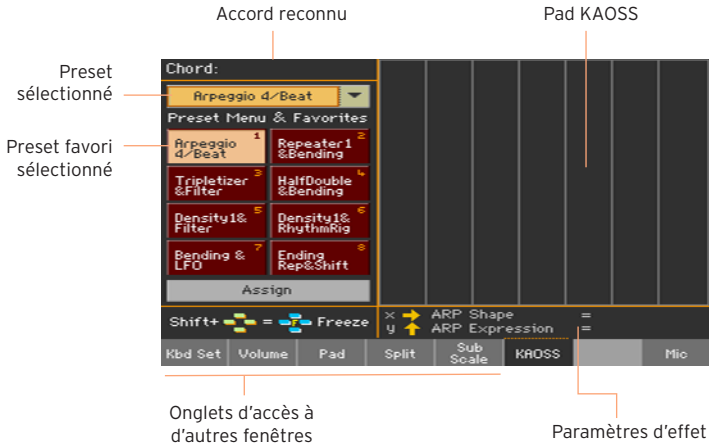 Accord reconnu
Pad KAOSS
Preset
sélectionné
Preset favori
sélectionné
Chord:
Arpeggio 4/Beat
Preset Menu & Favorites
Arpeggio
4/Beat
1
Repeater1
&Bending
2
Tripletizer
&Filter
3
HalfDouble
&Bending
4
Density1&
Filter
5
Density1&
RhythmRig
6
Bending &
LFO
7
Ending
Rep&Shift
8
Assign
Shift+ = F Freeze
x ARP Shape =
y ARP Expression =
Kbd Set
Volume
Pad
Split
Sub
Scale
KAOSS
Mic
Onglets d'accès à
d'autres fenêtres
Paramètres d'effet